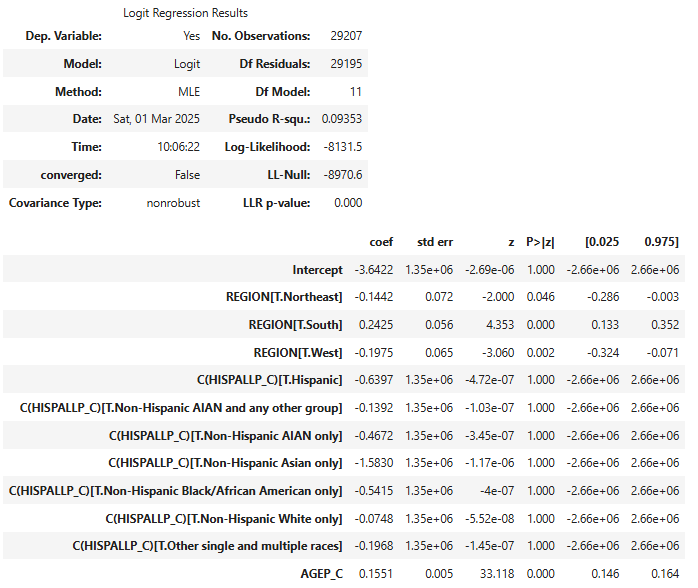 Logit Regression Results
Dep. Variable: Yes No. Observations: 29207
Model: Logit Df Residuals: 29195
Method: MLE Df Model: 11
Date: Sat, 01 Mar 2025 Pseudo R-squ.: 0.09353
Time: 10:06:22 Log-Likelihood: -8131.5
converged: False LL-Null: -8970.6
Covariance Type: nonrobust LLR p-value: 0.000
coef std err z P>|z| [0.025 0.975]
Intercept -3.6422 1.35e+06 -2.69e-06 1.000 -2.66e+06 2.66e+06
REGION[T.Northeast] -0.1442 0.072 -2.000 0.046 -0.286 -0.003
REGION[T.South] 0.2425 0.056 4.353 0.000 0.133 0.352
REGION[T.West] -0.1975 0.065 -3.060 0.002 -0.324 -0.071
C(HISPALLP_C)[T.Hispanic] -0.6397 1.35e+06 -4.72e-07 1.000 -2.66e+06 2.66e+06
C(HISPALLP_C)[T.Non-Hispanic AIAN and any other group] -0.1392 1.35e+06 -1.03e-07 1.000 -2.66e+06 2.66e+06
C(HISPALLP_C)[T.Non-Hispanic AIAN only] -0.4672 1.35e+06 -3.45e-07 1.000 -2.66e+06 2.66e+06
C(HISPALLP_C)[T.Non-Hispanic Asian only] -1.5830 1.35e+06 -1.17e-06 1.000 -2.66e+06 2.66e+06
C(HISPALLP_C)[T.Non-Hispanic Black/African American only] -0.5415 1.35e+06 -4e-07 1.000 -2.66e+06 2.66e+06
C(HISPALLP_C)[T.Non-Hispanic White only] -0.0748 1.35e+06 -5.52e-08 1.000 -2.66e+06 2.66e+06
C(HISPALLP_C)[T.Other single and multiple races] -0.1968 1.35e+06 -1.45e-07 1.000 -2.66e+06 2.66e+06
AGEP_C 0.1551 0.005 33.118 0.000 0.146 0.164